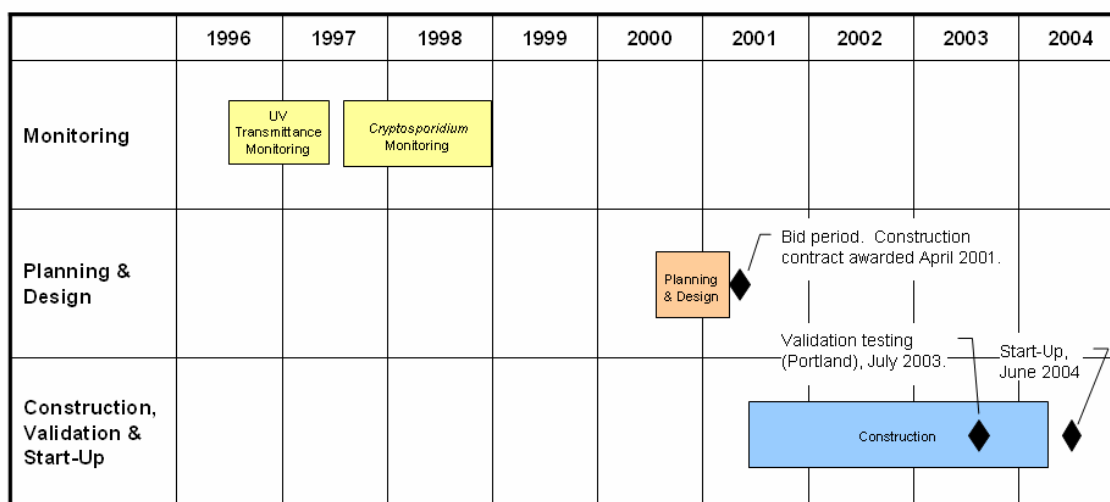 1996 1997 1998 1999 2000 2001 2002 2003 2004
Monitoring
UV
Transmittance
Monitoring
Cryptosporidium
Monitoring
Planning &
Design
Planning
& Design
Bid period. Construction
contract awarded April 2001.
Validation testing
(Portland), July 2003.
Start-Up,
June 2004
Construction,
Validation &
Start-Up
Construction